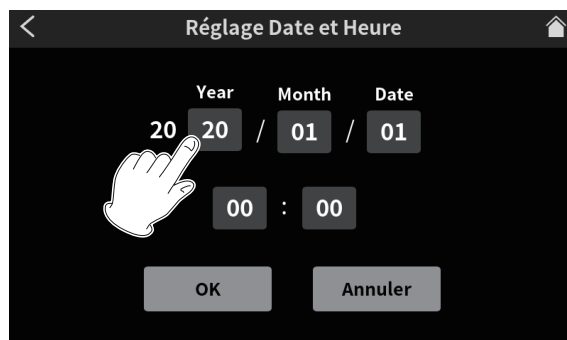 Réglage Date et Heure
Year Month Date
20 20 / 01 / 01
00 : 00
OK Annuler